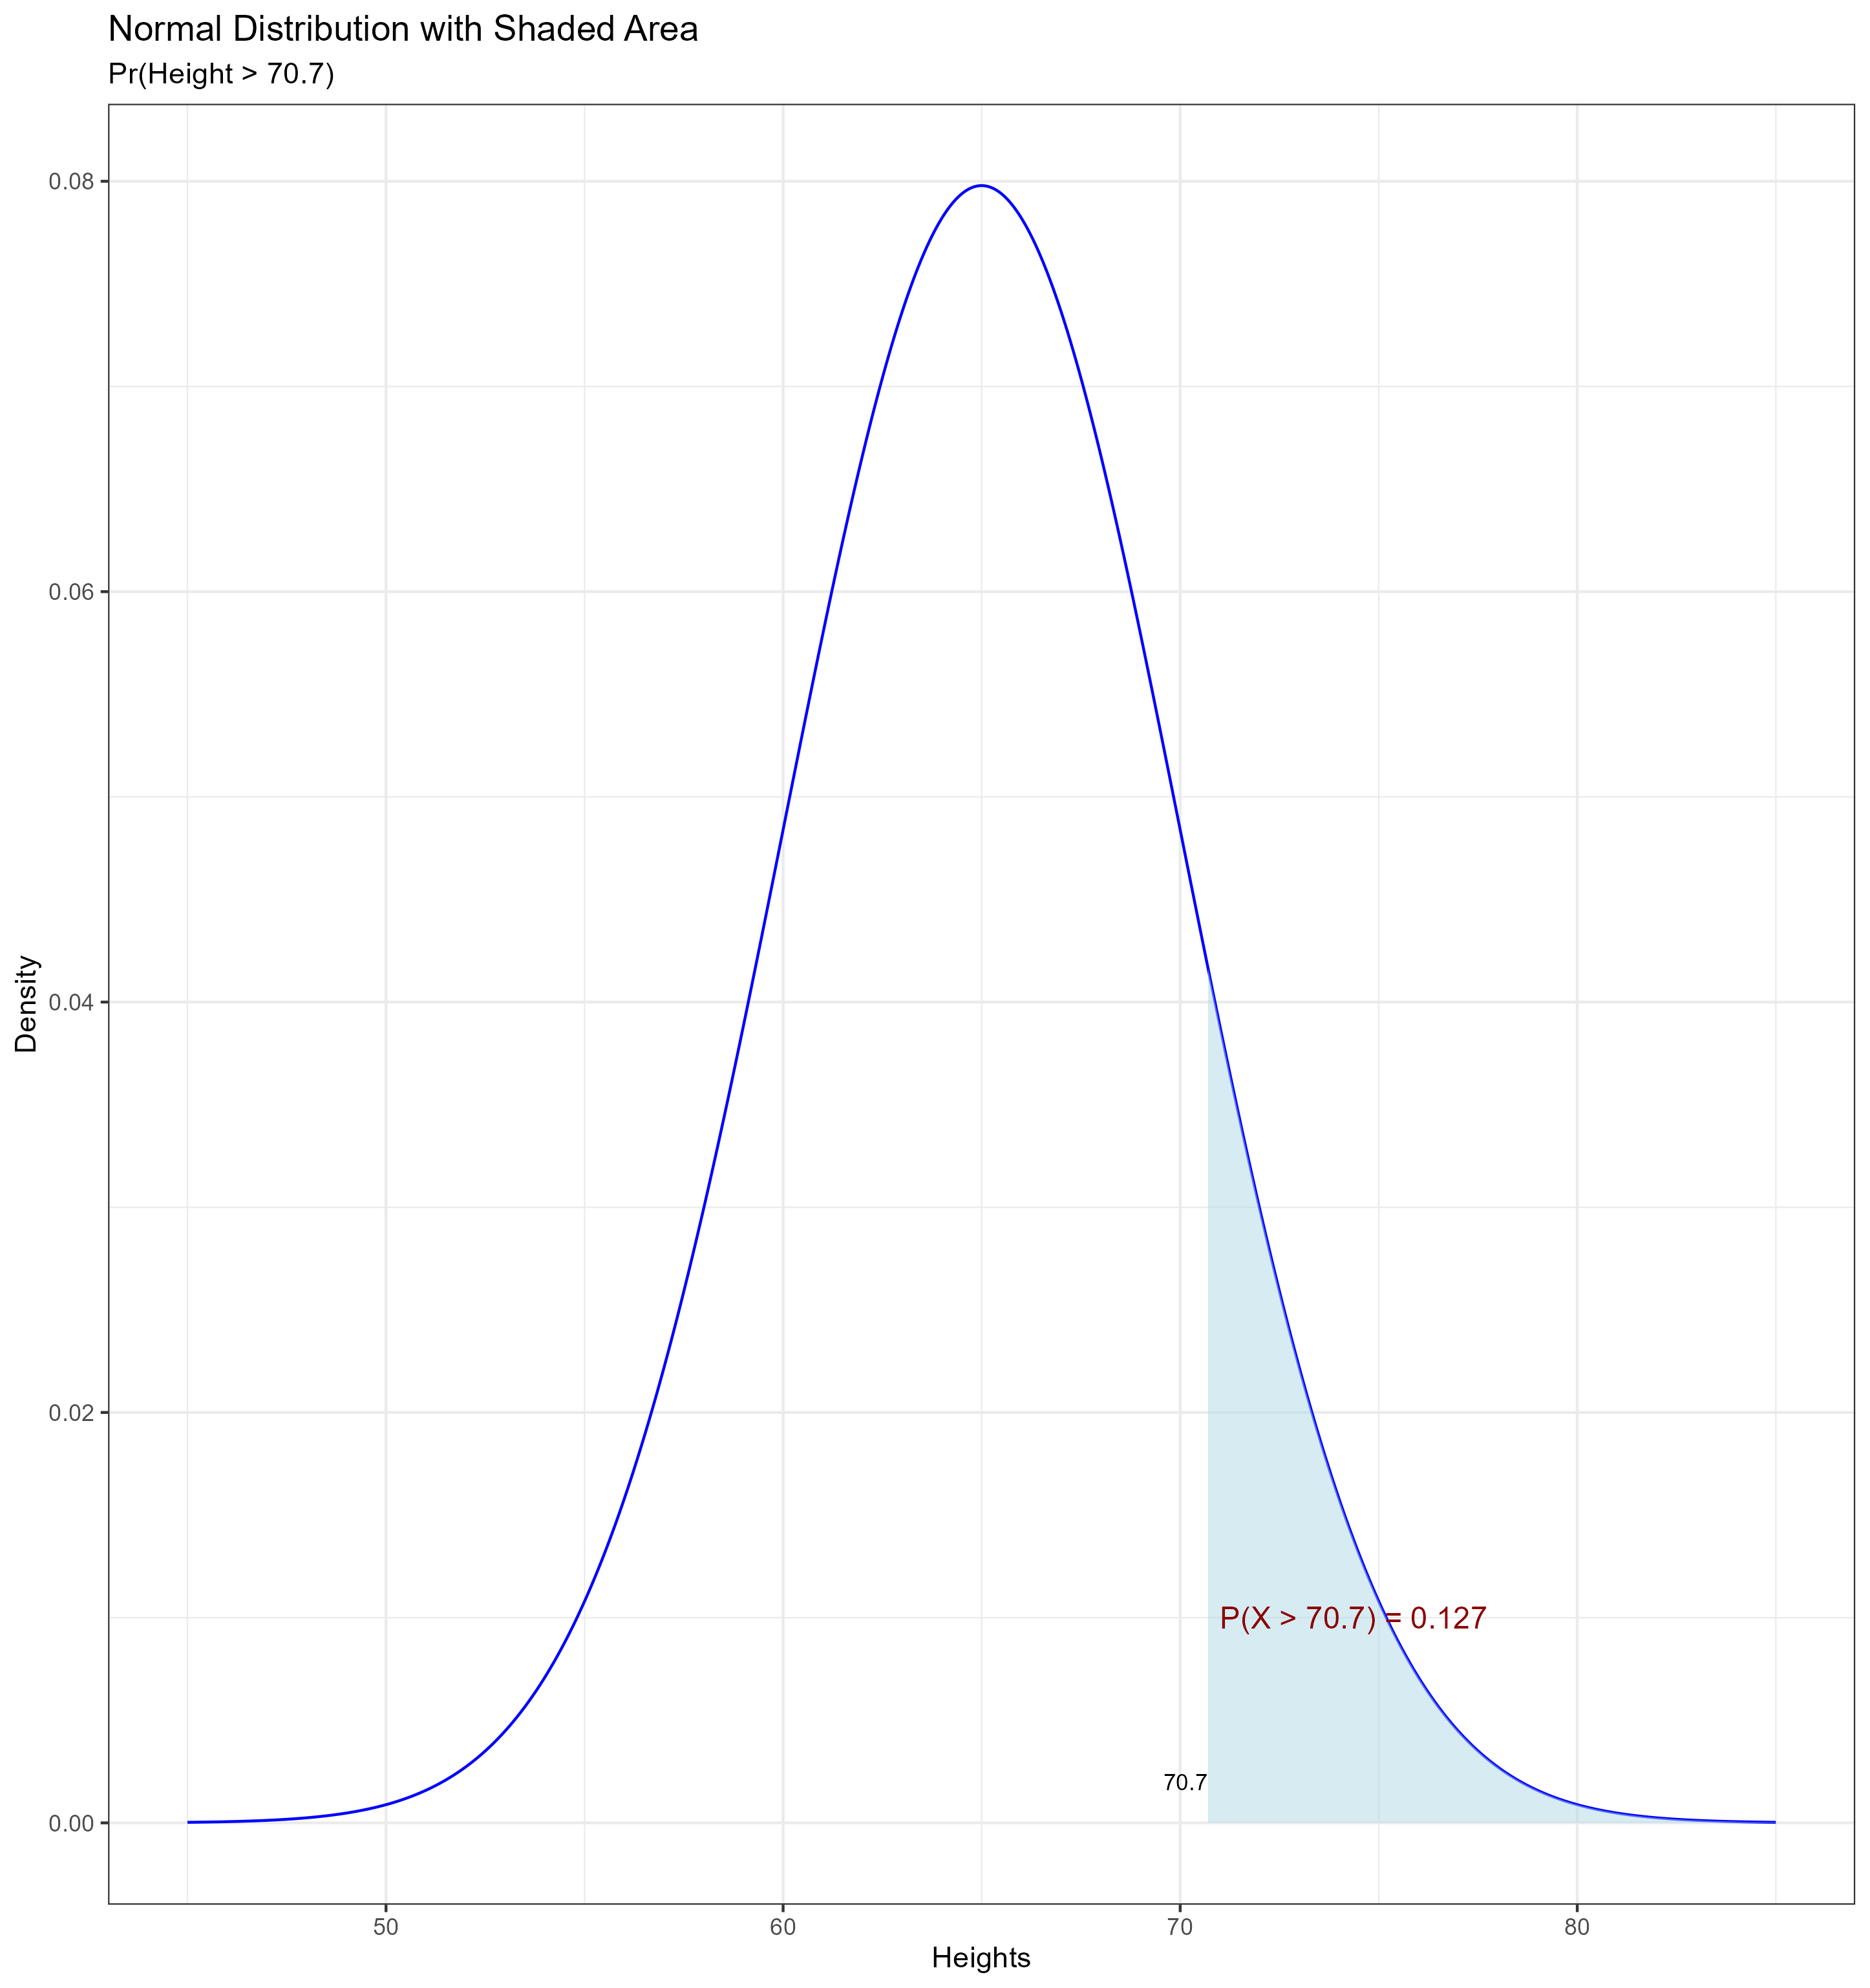 Normal Distribution with Shaded Area
Pr(Height > 70.7)
0.08
0.06
0.04
0.02
0.00
Density
P(X > 70.7) = 0.127
70.7
50
60
70
80
Heights